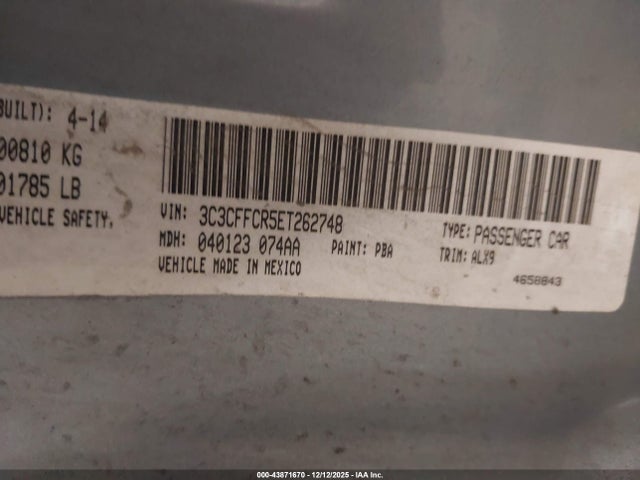 BUILT): 4-14
00810 KG
01785 LB
VEHICLE SAFETY.
VIN: 3C3CFFCR5ET262748
TYPE: PASSENGER CAR
MDH: 040123 074AA PAINT: PBA
TRIM: ALX9
VEHICLE MADE IN MEXICO
4658843
000-43871670 - 12/12/2025 - IAA Inc.